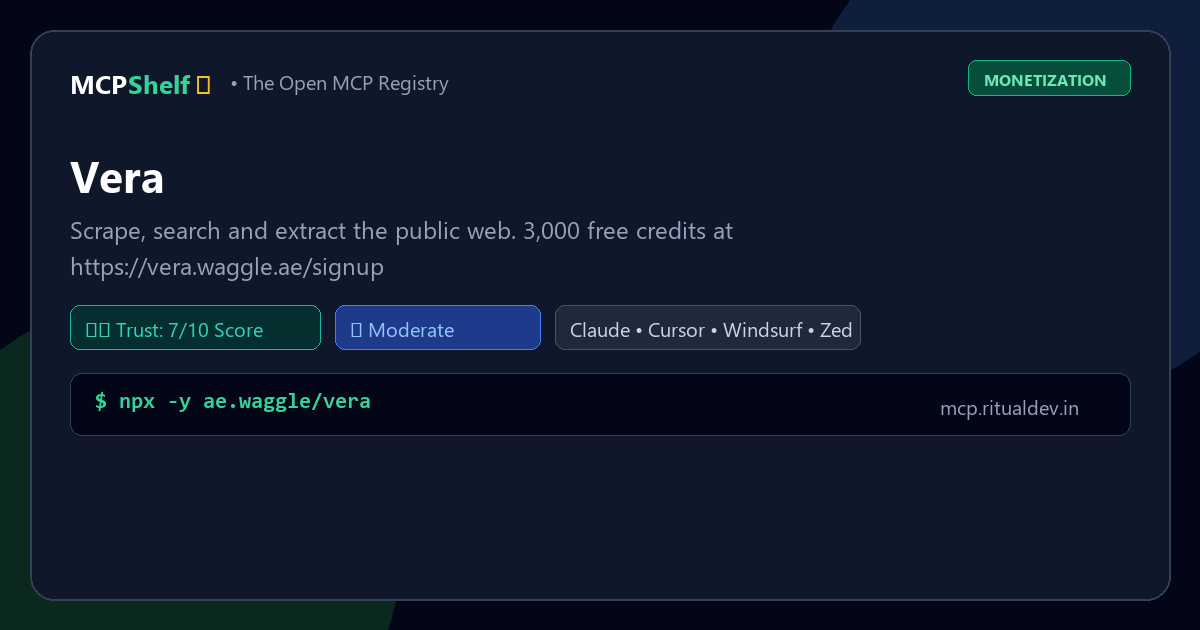 MCPShelf • The Open MCP Registry
MONETIZATION
Vera
Scrape, search and extract the public web. 3,000 free credits at
https://vera.waggle.ae/signup
Trust: 7/10 Score
Moderate
Claude • Cursor • Windsurf • Zed
$ npx -y ae.waggle/vera
mcp.ritualdev.in